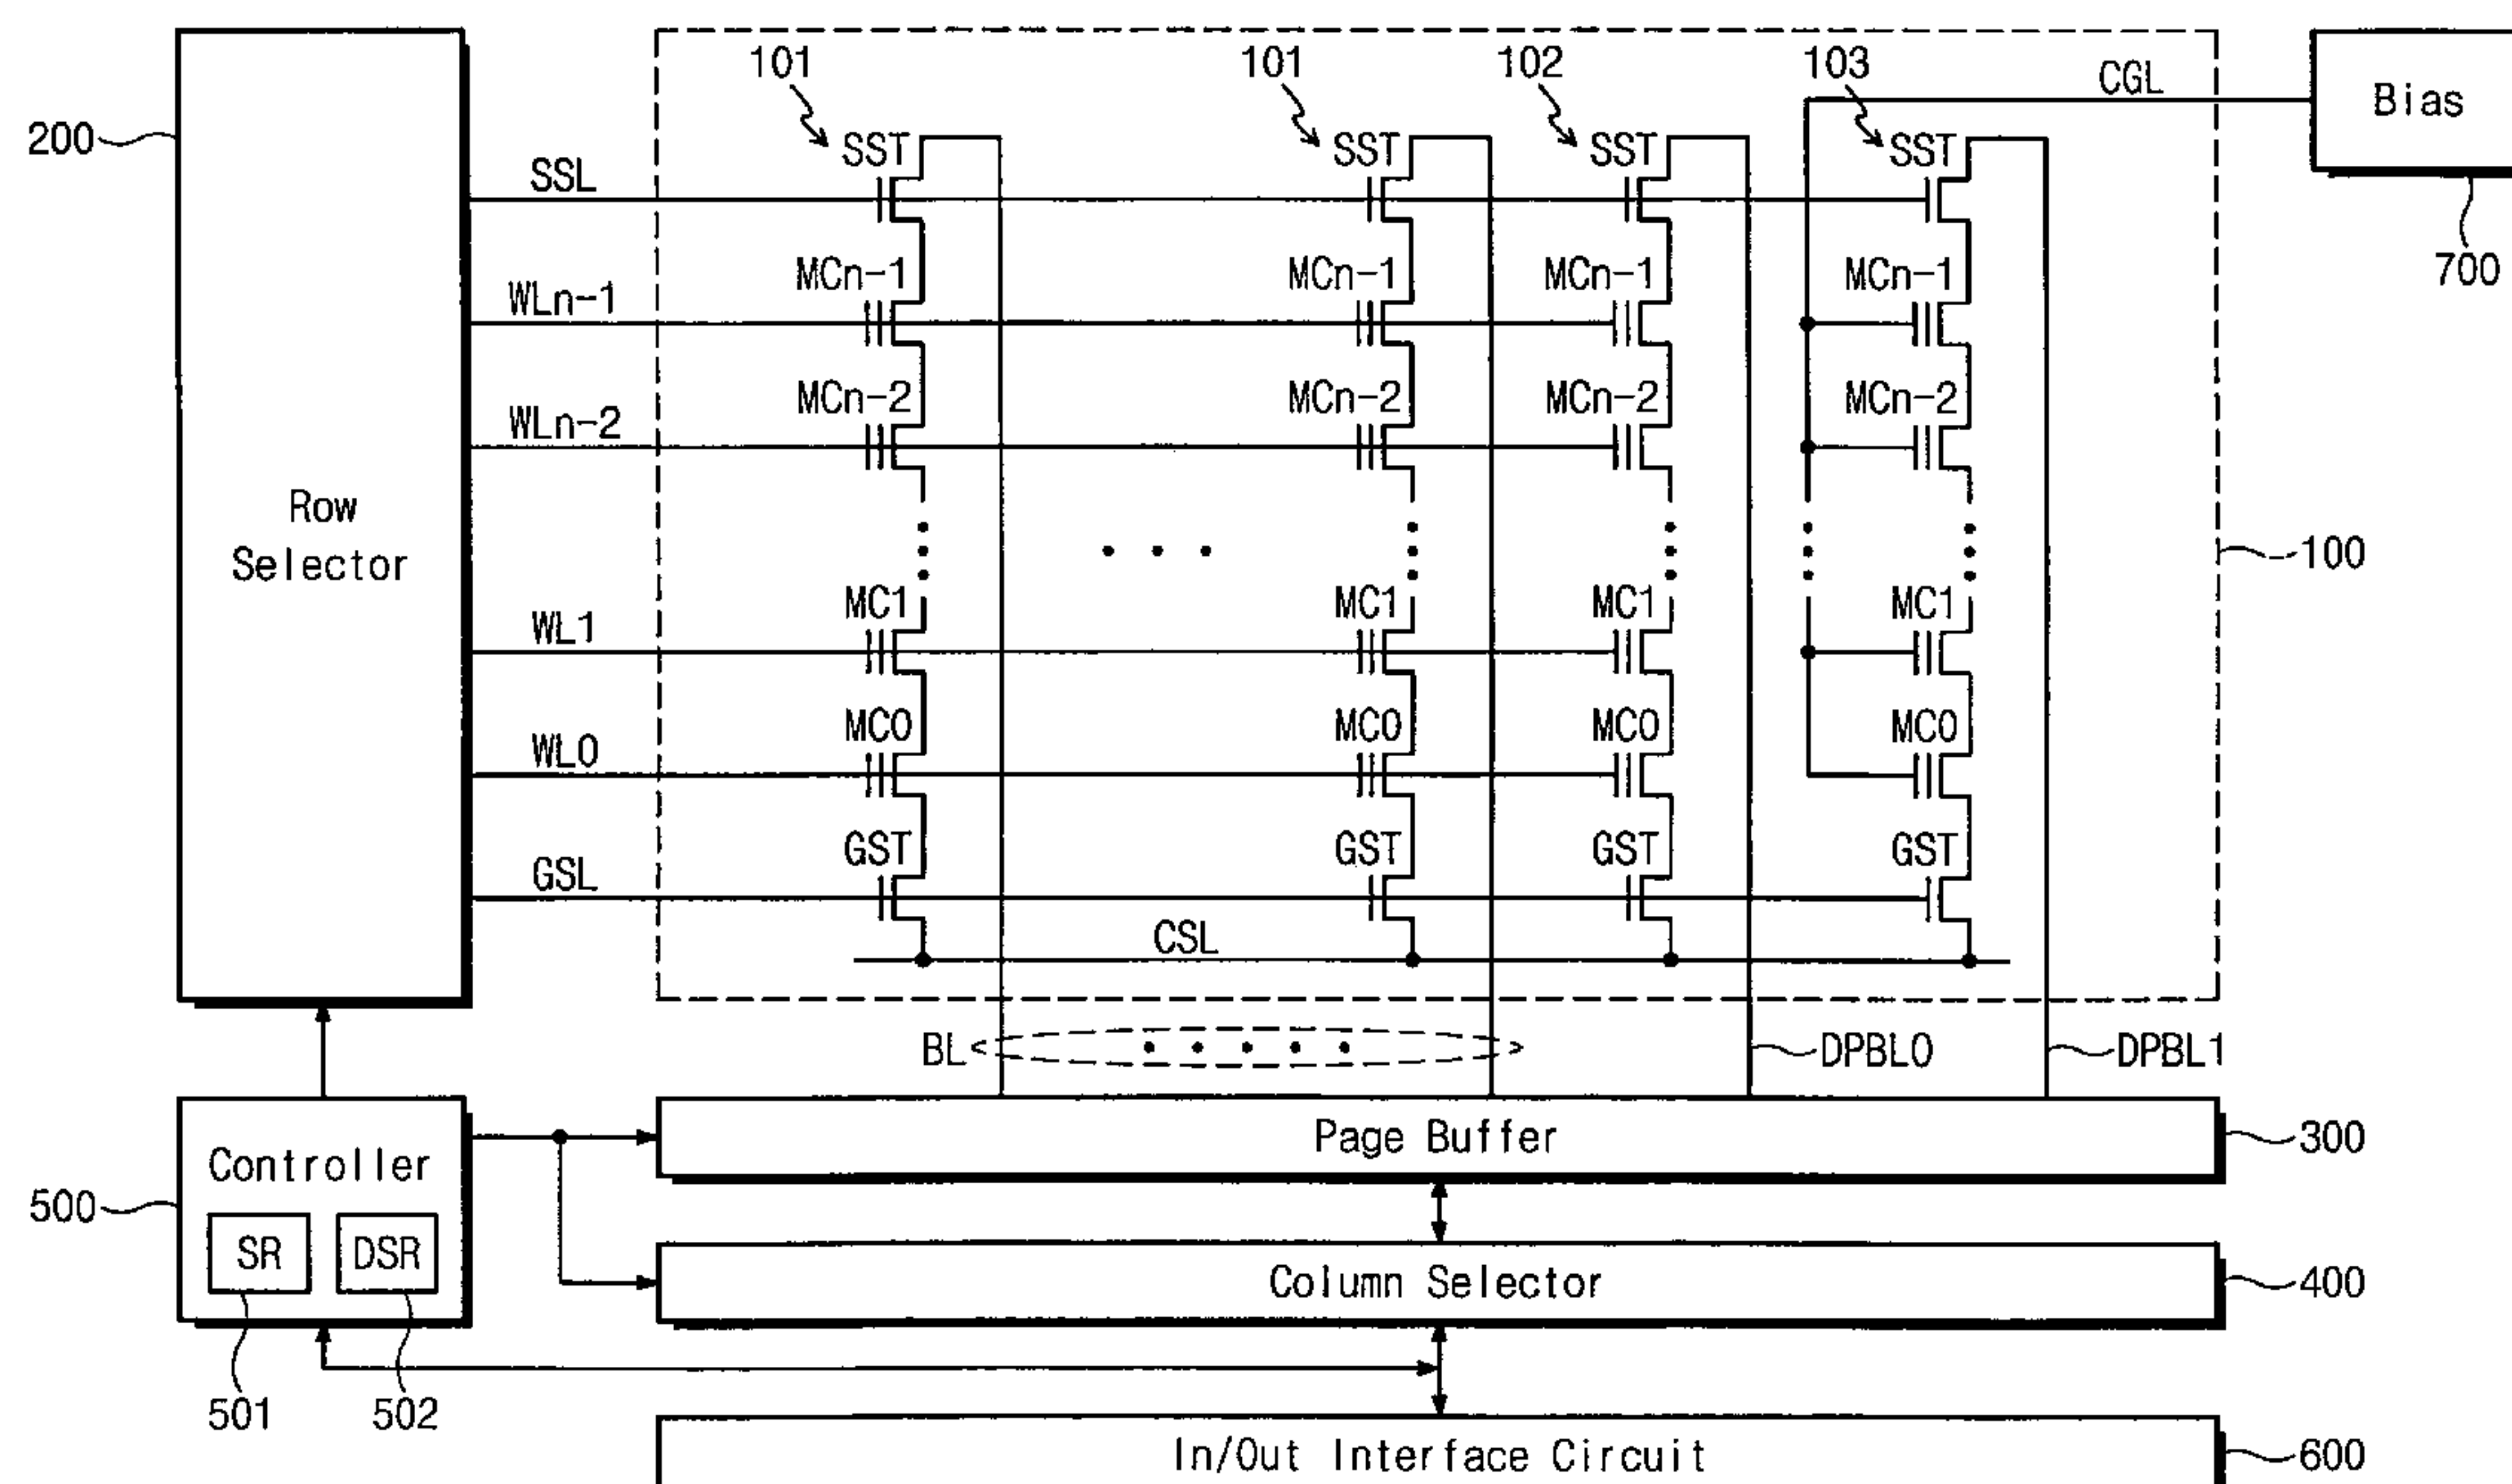 101 101 102 103 CGL Bias
200 SST SST SST SST
SSL
700
MCn-1 MCn-1 MCn-1 MCn-1
WLn-1
MCn-2 MCn-2 MCn-2 MCn-2
WLn-2
Row
Selector
100
MC1 MC1 MC1 MC1
WL1
MC0 MC0 MC0 MC0
WL0
GST GST GST GST
GSL
CSL
BL DPBL0 DPBL1
Page Buffer 300
Controller
500
SR DSR
Column Selector 400
501 502
In/Out Interface Circuit 600